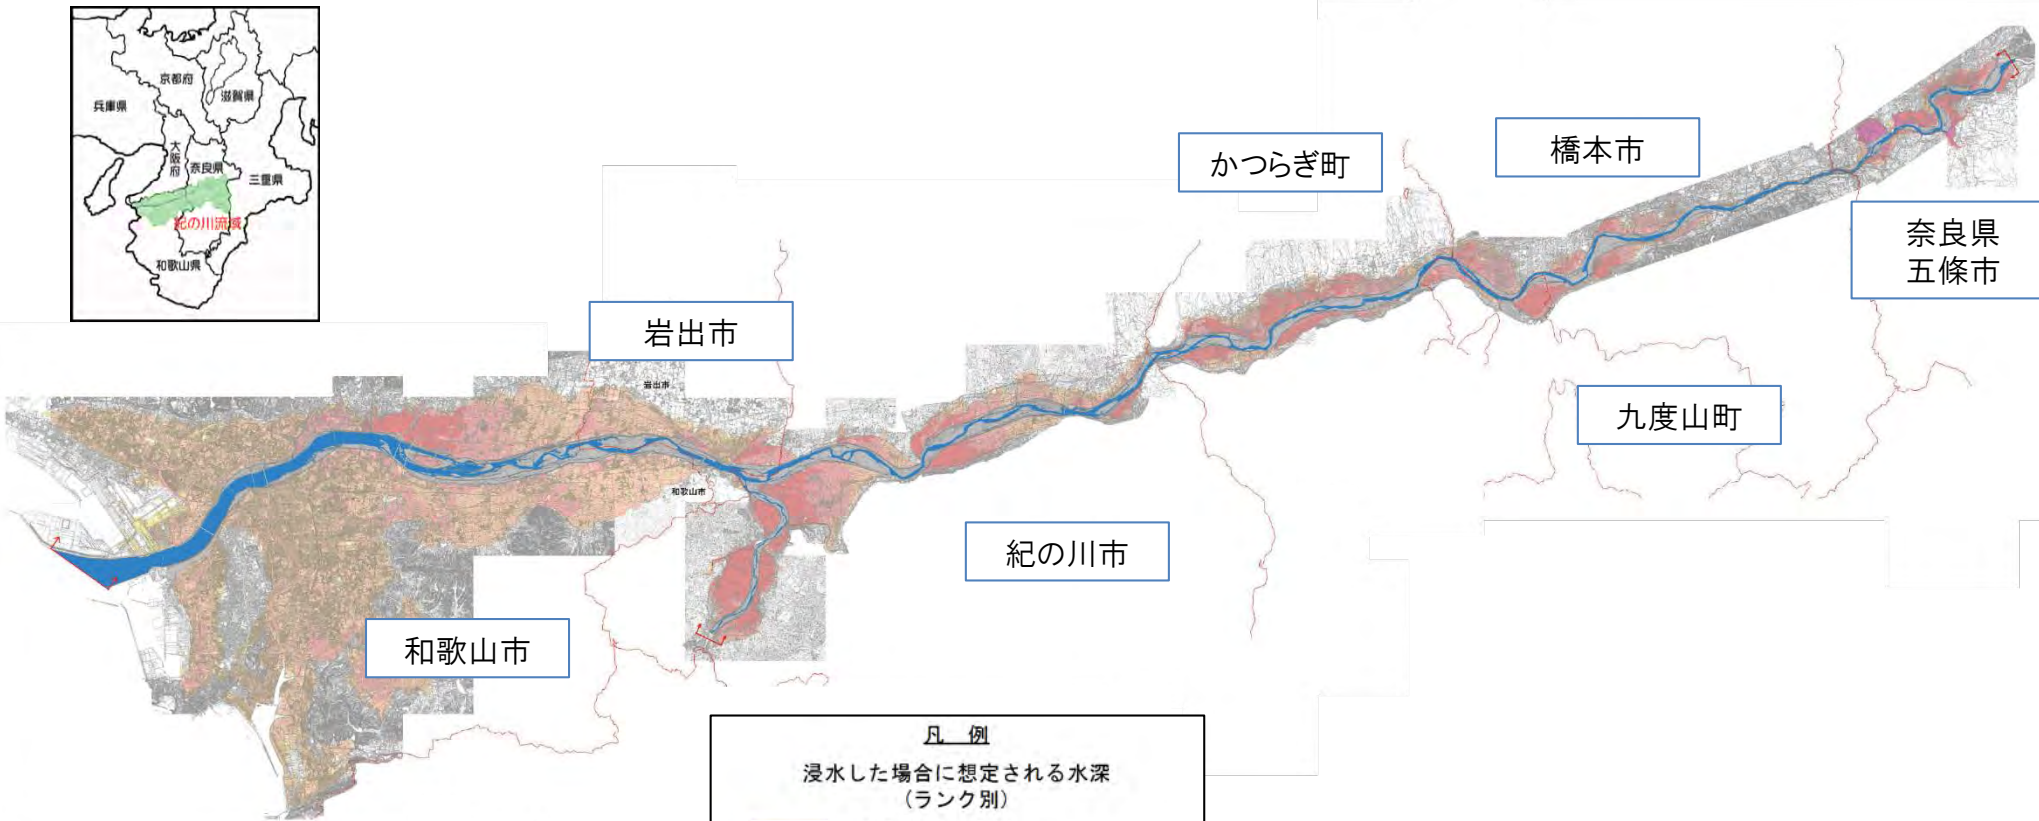 京都府
兵庫県
滋賀県
大阪府
奈良県
三重県
紀の川流域
和歌山県
かつらぎ町
橋本市
奈良県
五條市
岩出市
岩出市
九度山町
和歌山市
紀の川市
和歌山市
凡 例
浸水した場合に想定される水深
(ランク別)